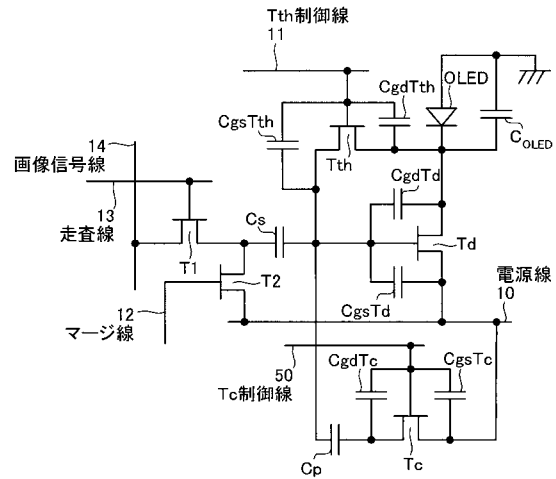 Tth制御線
11
CgdTth
OLED
CgsTth
C OLED
14
画像信号線
Tth
CgdTd
13
走査線
Cs
Td
T1
T2
電源線
10
12
マージ線
CgsTd
50
Tc制御線
CgdTc
CgsTc
Cp
Tc